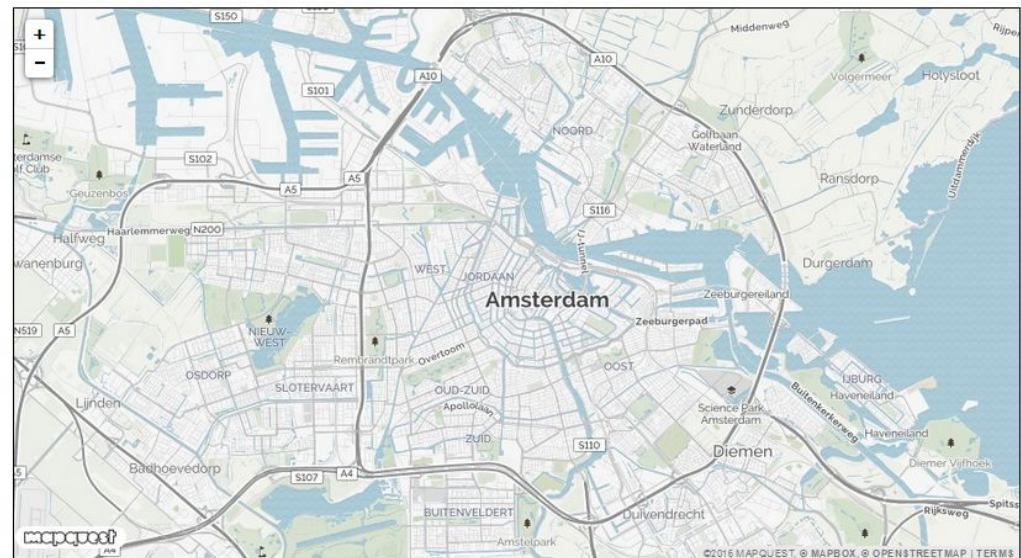 +
-
S150
Middenweg
A10
A10
Volgermeer
Holysloot
S101
Zunderdorp
NOORD
Golfbaan
Waterland
Uitdammerdijk
S102
Geuzenbos
A5
A5
Ransdorp
S116
Haarlemmerweg
N200
Halfweg
IJ-tunnel
WEST
JORDAAN
Durgerdam
Amsterdam
Zeeburgereiland
Zeeburgerpad
N519
A5
NIEUW-
WEST
Rembrandtpark
Overtoom
OOST
OSDORP
SLOTERVAART
OUD-ZUID
Apollolaan
IJBURG
Haveneiland
Lijnden
Science Park
Amsterdam
Buitenkerkerweg
Haveneiland
ZUID
S110
Diemen
Diemer Vijfhoek
Badhoevedorp
S107
A4
BUITENVELDERT
Duivendrecht
Rijksweg
mapquest
A4
Amstelpark
©2016 MAPQUEST, © MAPBOX, © OPENSTREETMAP | TERMS